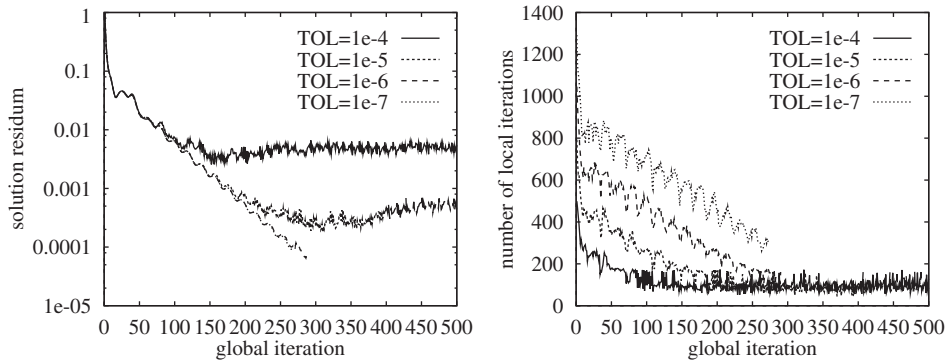 1
0.1
0.01
0.001
0.0001
1e-05
solution residum
TOL=1e-4
TOL=1e-5
TOL=1e-6
TOL=1e-7
0 50 100 150 200 250 300 350 400 450 500
global iteration
1400
1200
1000
800
600
400
200
0
number of local iterations
TOL=1e-4
TOL=1e-5
TOL=1e-6
TOL=1e-7
0 50 100 150 200 250 300 350 400 450 500
global iteration